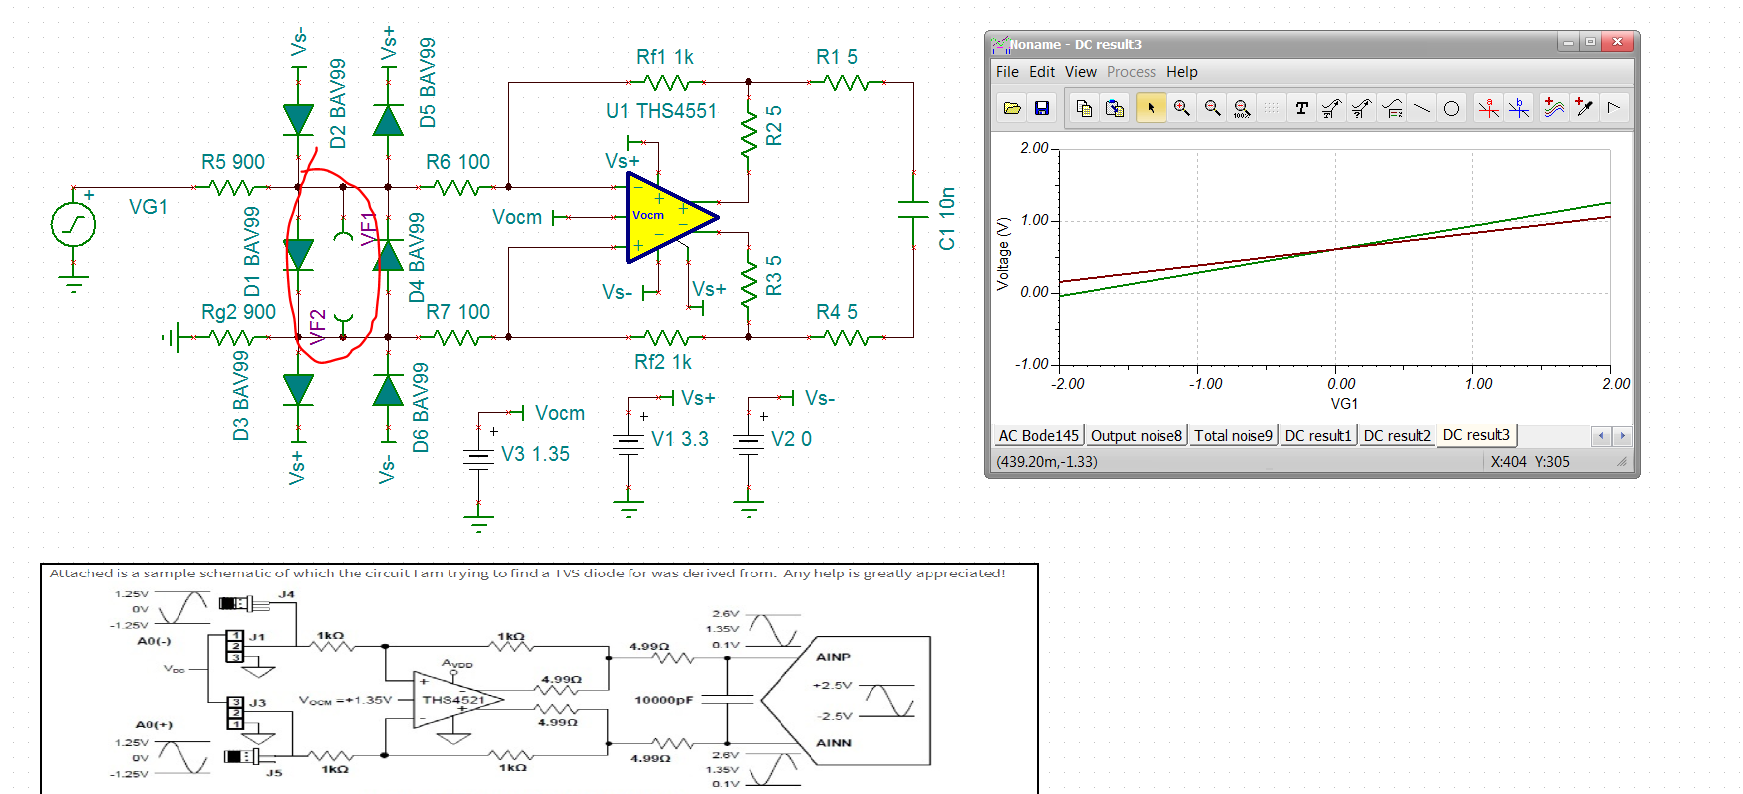 Vs-
Vs+
D2 BAV99
D5 BAV99
Rf1 1k
R1 5
U1 THS4551
R2 5
R5 900
R6 100
Vs+
+
VG1
Vocm
Vocm
VF1
C1 10n
D1 BAV99
D4 BAV99
Vs-
Vs+
R3 5
Rg2 900
VF2
R7 100
R4 5
Rf2 1k
D3 BAV99
D6 BAV99
Vs+
Vs-
Vocm
+
V3 1.35
Vs+
+
V1 3.3
Vs-
+
V2 0
Noname - DC result3
File Edit View Process Help
100%
T
a
b
2.00
1.00
0.00
-1.00
Voltage (V)
-2.00 -1.00 0.00 1.00 2.00
VG1
AC Bode145 Output noise8 Total noise9 DC result1 DC result2 DC result3
(439.20m,-1.33) X:404 Y:305
Attached is a sample schematic of which the circuit I am trying to find a TVS diode for was derived from. Any help is greatly appreciated!
1.25V
0V
-1.25V
J4
A0(-)
1
2
3
J1
1kΩ
1kΩ
VDD
AVDD
VOCM =+1.35V
THS4521
+
-
4.99Ω
4.99Ω
4.99Ω
4.99Ω
10000pF
2.6V
1.35V
0.1V
AINP
+2.5V
-2.5V
AINN
3
2
1
J3
A0(+)
1.25V
0V
-1.25V
J5
1kΩ
1kΩ
2.6V
1.35V
0.1V